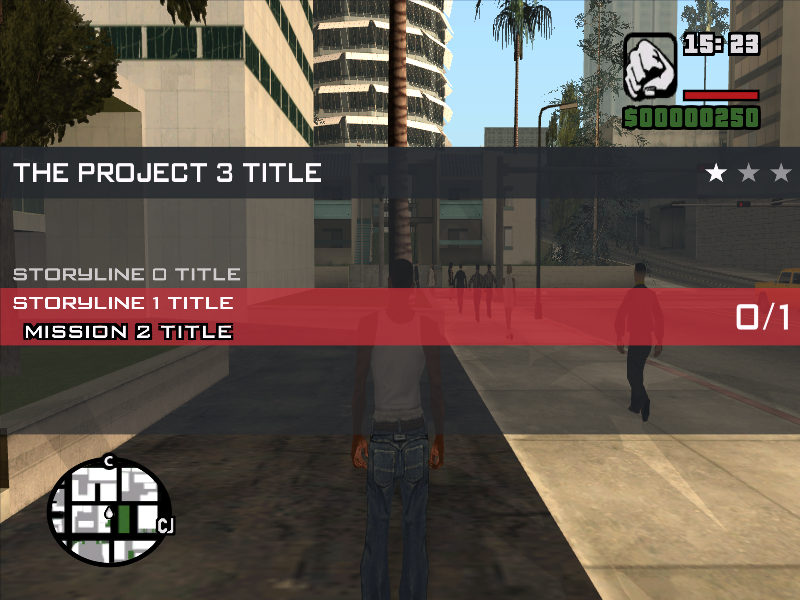 15:23
$00000250
THE PROJECT 3 TITLE
STORYLINE 0 TITLE
STORYLINE 1 TITLE
MISSION 2 TITLE
0/1
C
CJ